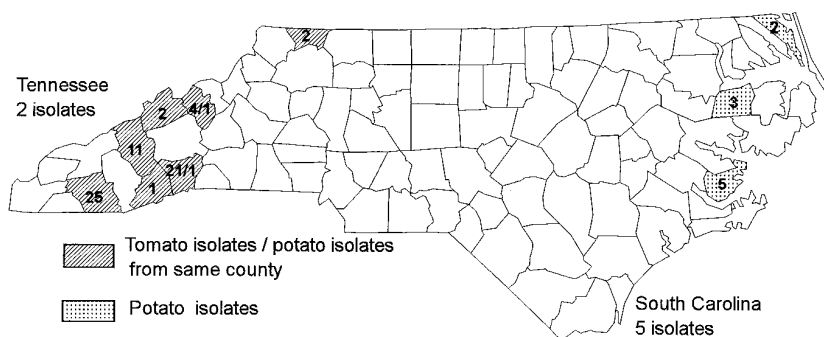 2
2
Tennessee
2 isolates
2
4/1
3
11
21/1
25
1
5
Tomato isolates / potato isolates
from same county
Potato isolates
South Carolina
5 isolates